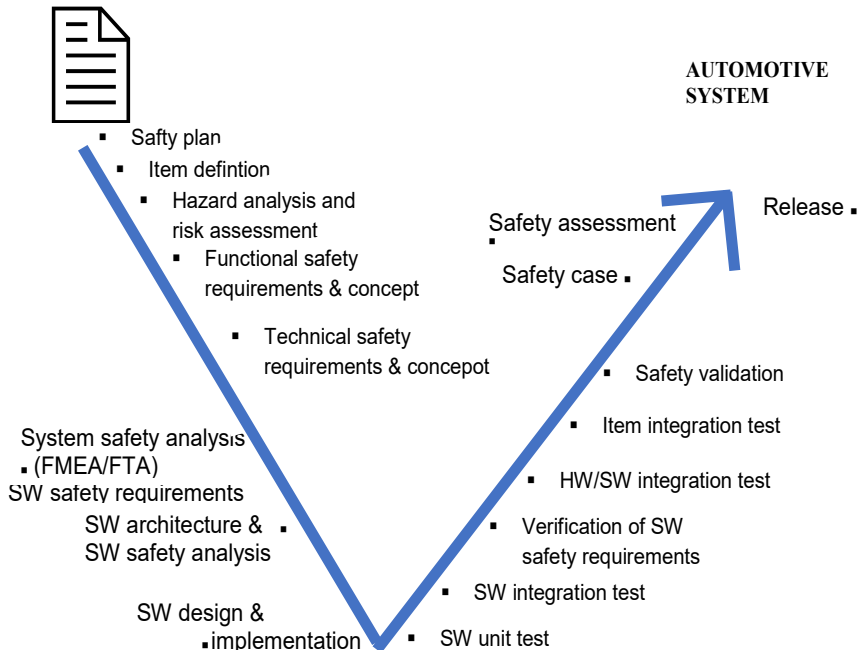 AUTOMOTIVE
SYSTEM
Safty plan
Item defintion
Hazard analysis and
risk assessment
Functional safety
requirements & concept
Technical safety
requirements & concepot
System safety analysis
(FMEA/FTA)
SW safety requirements
SW architecture &
SW safety analysis
SW design &
implementation
SW unit test
SW integration test
Verification of SW
safety requirements
HW/SW integration test
Item integration test
Safety validation
Safety case
Safety assessment
Release